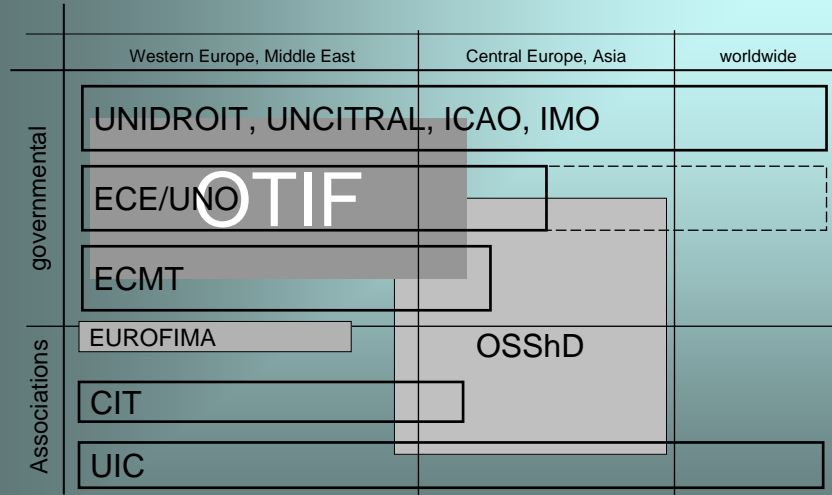 Western Europe, Middle East
Central Europe, Asia
worldwide
governmental
UNIDROIT, UNCITRAL, ICAO, IMO
OTIF
ECE/UNO
ECMT
Associations
EUROFIMA
OSShD
CIT
UIC